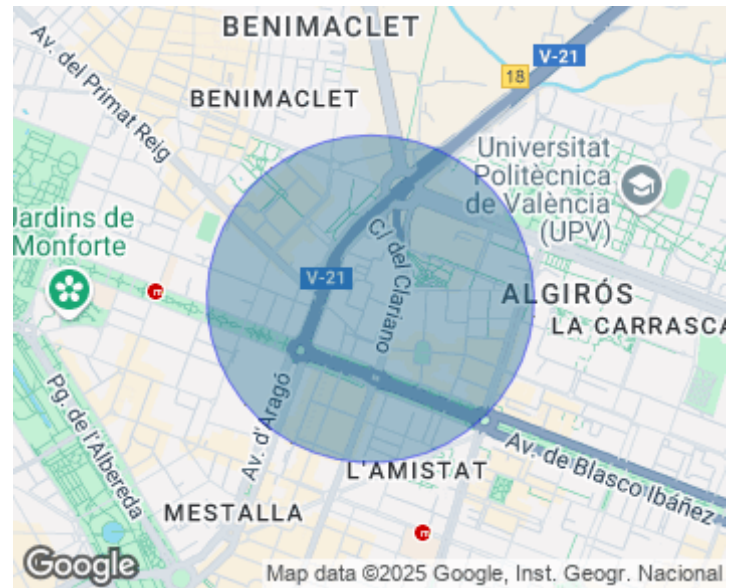 BENIMACLET
V-21
18
Av. del Primat Reig
BENIMACLET
Universitat
Politècnica
de València
(UPV)
Jardins de
Monforte
C/ del Clariano
V-21
ALGIRÓS
LA CARRASCA
Pg. de l'Albereda
Av. d'Aragó
L'AMISTAT
Av. de Blasco Ibáñez
MESTALLA
m
m
Google
Map data ©2025 Google, Inst. Geogr. Nacional